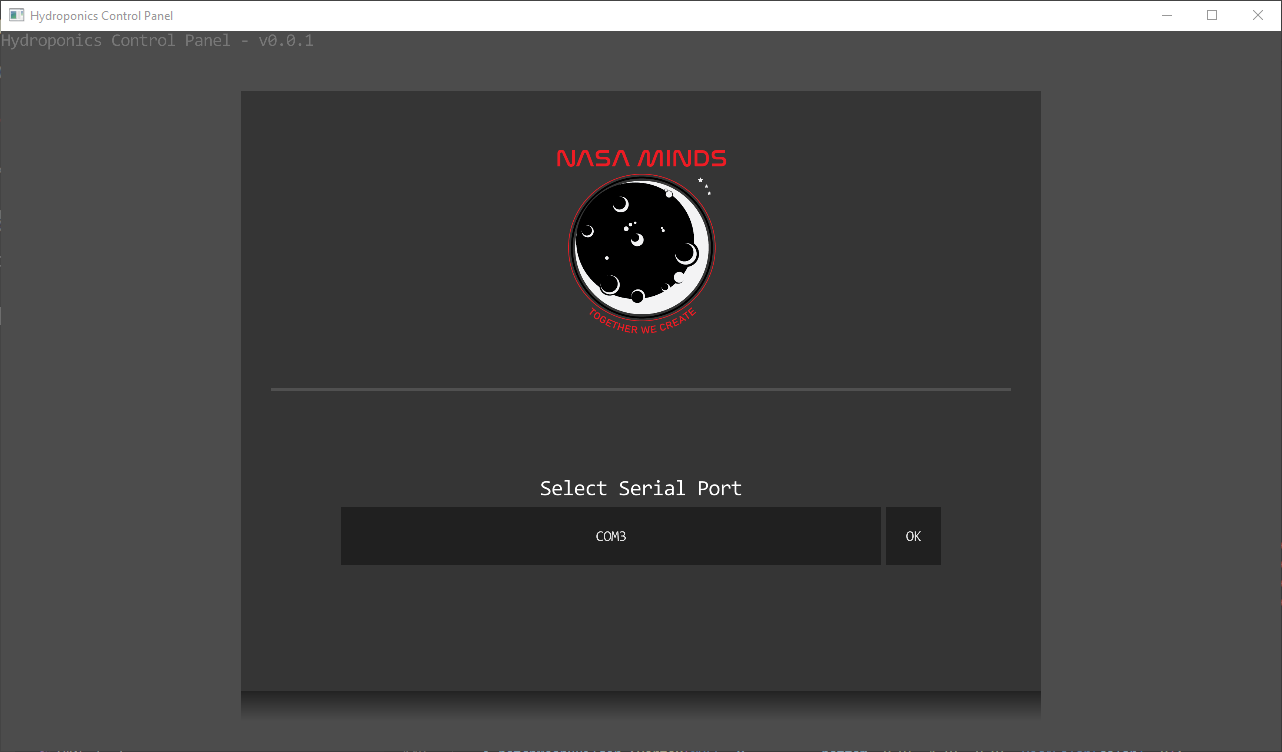 Hydroponics Control Panel
Hydroponics Control Panel - v0.0.1
NASA MINDS
TOGETHER WE CREATE
Select Serial Port
COM3
OK